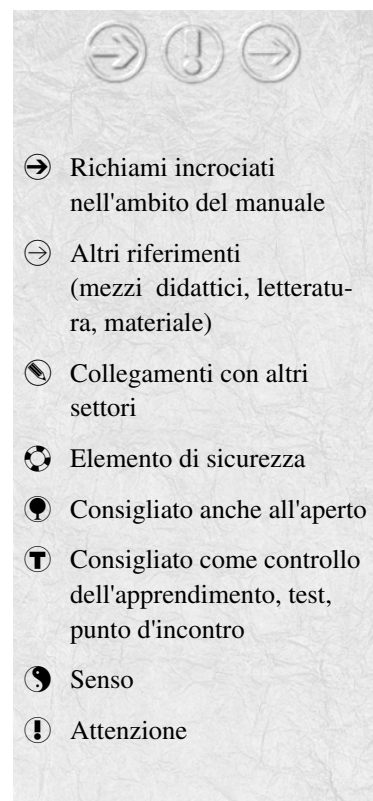 Richiami incrociati
nell'ambito del manuale
Altri riferimenti
(mezzi didattici, letteratu-
ra, materiale)
Collegamenti con altri
settori
Elemento di sicurezza
Consigliato anche all'aperto
T Consigliato come controllo
dell'apprendimento, test,
punto d'incontro
Senso
! Attenzione